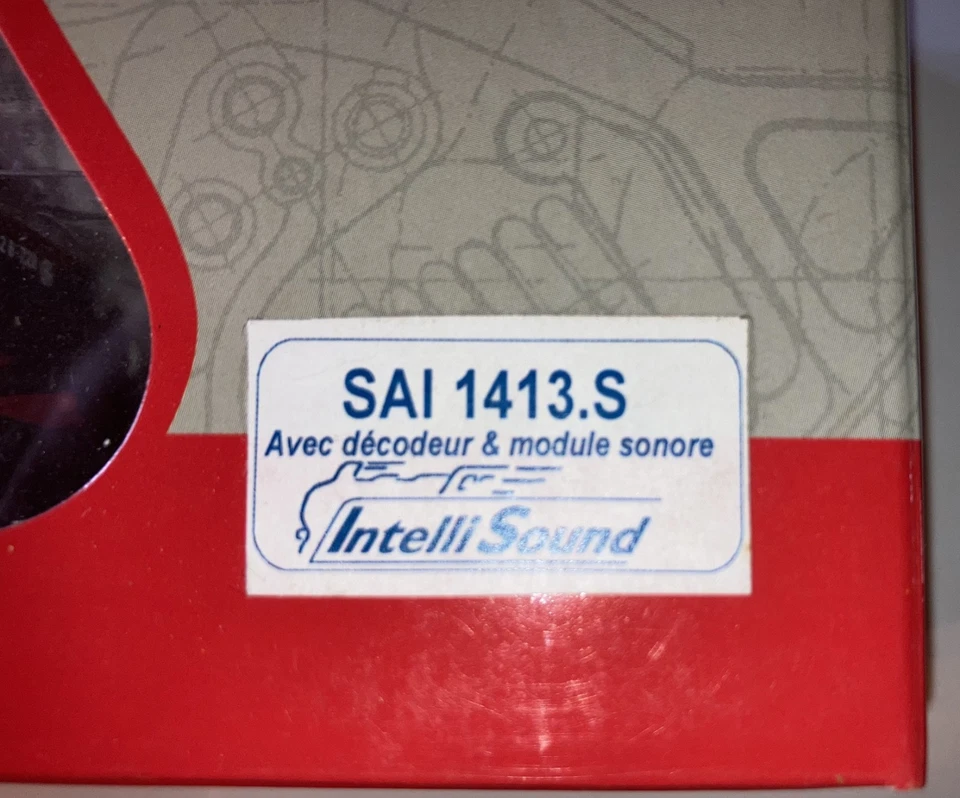 SAI 1413.S
Avec décodeur & module sonore
IntelliSound